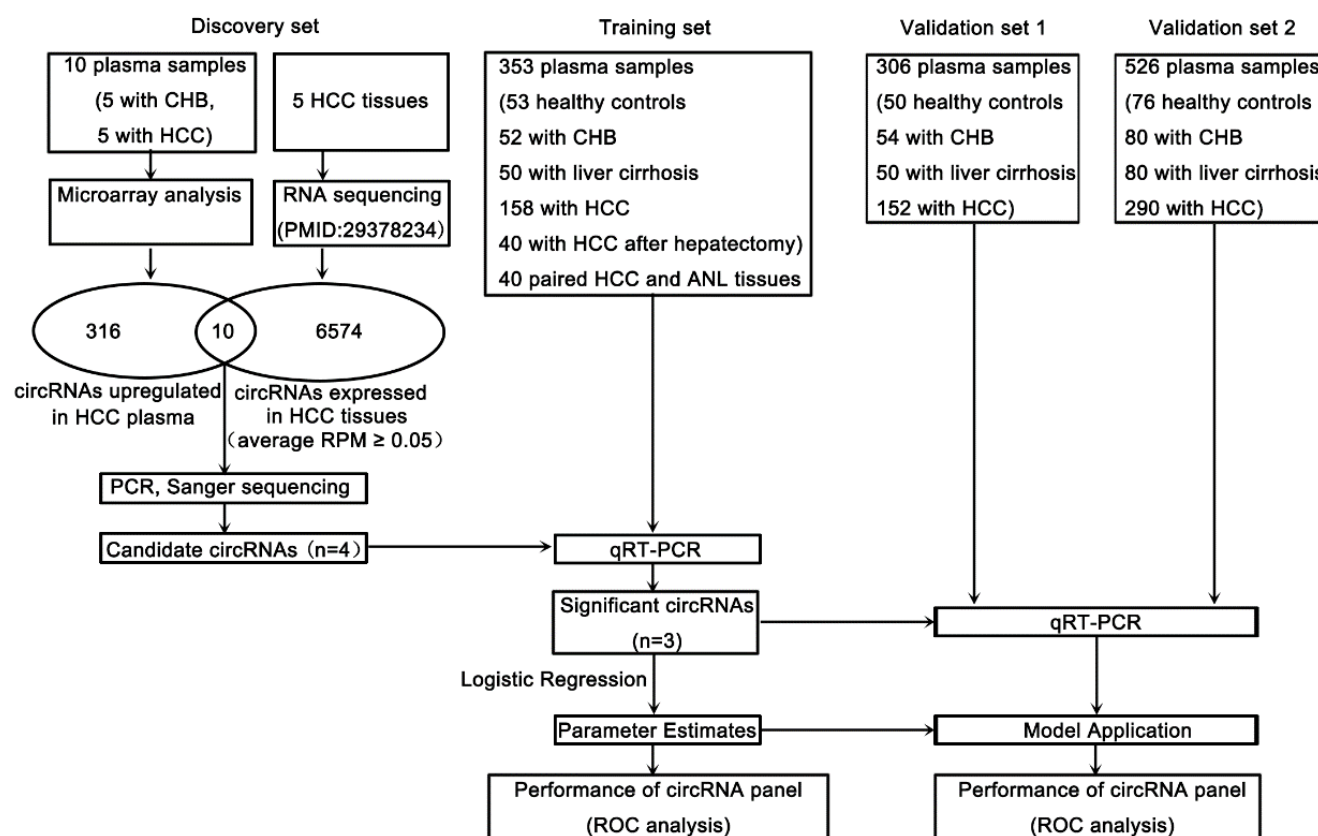 Discovery set
10 plasma samples
(5 with CHB,
5 with HCC)
5 HCC tissues
Microarray analysis
RNA sequencing
(PMID:29378234)
316
10
6574
circRNAs upregulated
in HCC plasma
circRNAs expressed
in HCC tissues
(average RPM ≥ 0.05)
PCR, Sanger sequencing
Candidate circRNAs (n=4)
Training set
353 plasma samples
(53 healthy controls
52 with CHB
50 with liver cirrhosis
158 with HCC
40 with HCC after hepatectomy)
40 paired HCC and ANL tissues
qRT-PCR
Significant circRNAs
(n=3)
Logistic Regression
Parameter Estimates
Performance of circRNA panel
(ROC analysis)
Validation set 1
306 plasma samples
(50 healthy controls
54 with CHB
50 with liver cirrhosis
152 with HCC)
Validation set 2
526 plasma samples
(76 healthy controls
80 with CHB
80 with liver cirrhosis
290 with HCC)
qRT-PCR
Model Application
Performance of circRNA panel
(ROC analysis)